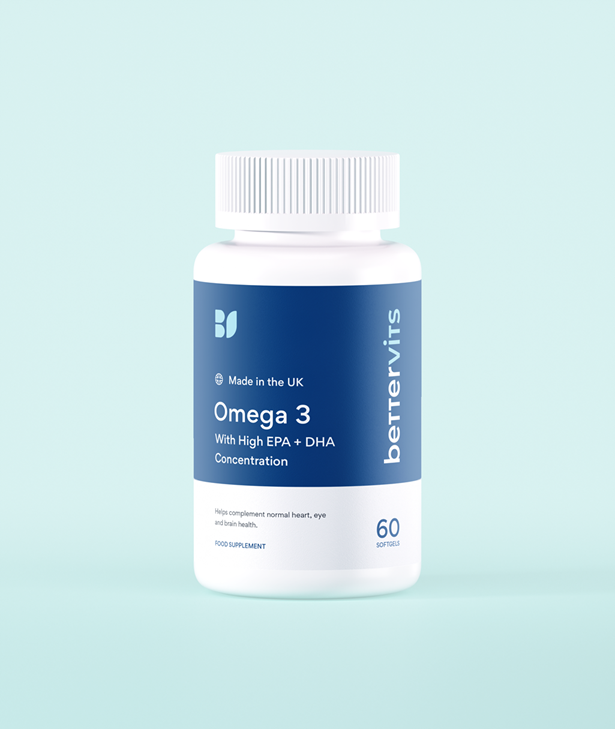 Made in the UK
Omega 3
With High EPA + DHA
Concentration
bettervits
Helps complement normal heart, eye
and brain health.
FOOD SUPPLEMENT
60
SOFTGELS